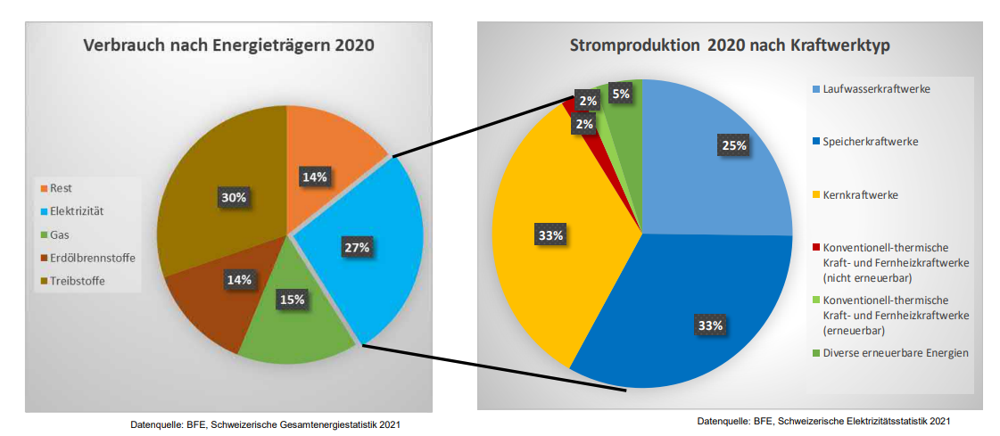 Verbrauch nach Energieträgern 2020
14%
30%
27%
14%
15%
Rest
Elektrizität
Gas
Erdölbrennstoffe
Treibstoffe
Datenquelle: BFE, Schweizerische Gesamtenergiestatistik 2021
Stromproduktion 2020 nach Kraftwerktyp
2%
5%
2%
25%
33%
33%
Laufwasserkraftwerke
Speicherkraftwerke
Kernkraftwerke
Konventionell-thermische
Kraft- und Fernheizkraftwerke
(nicht erneuerbar)
Konventionell-thermische
Kraft- und Fernheizkraftwerke
(erneuerbar)
Diverse erneuerbare Energien
Datenquelle: BFE, Schweizerische Elektrizitätsstatistik 2021